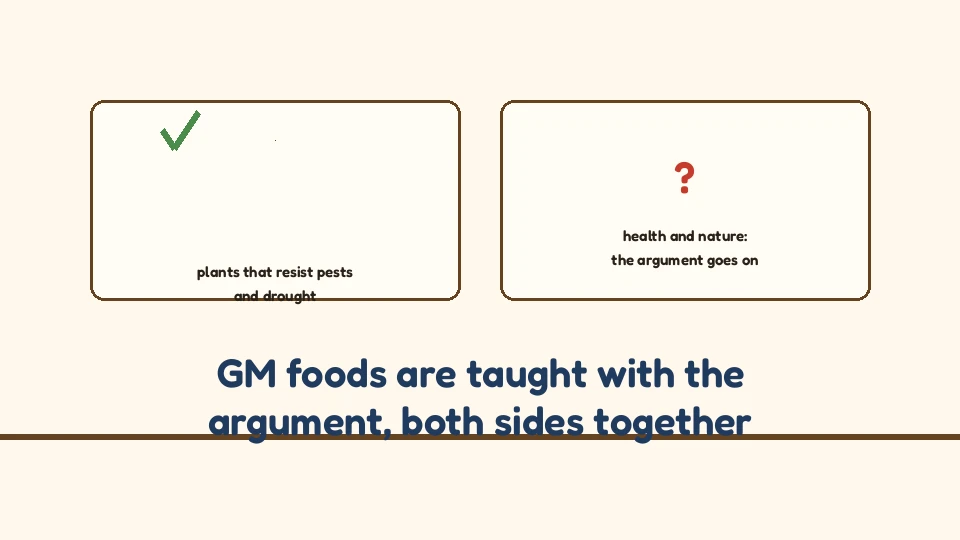 ?
plants that resist pests
and drought
health and nature:
the argument goes on
GM foods are taught with the
argument, both sides together